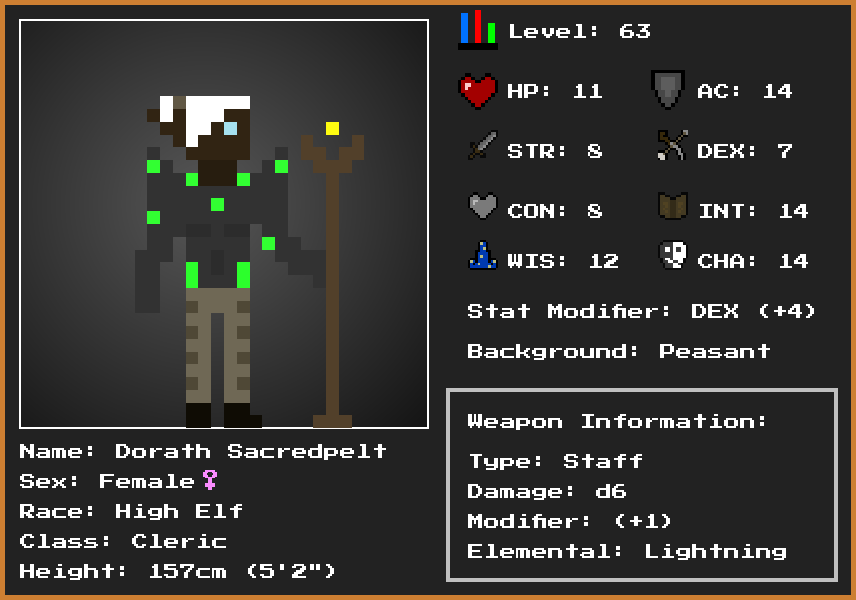 Level: 63
HP: 11 AC: 14
STR: 8 DEX: 7
CON: 8 INT: 14
WIS: 12 CHA: 14
Stat Modifier: DEX (+4)
Background: Peasant
Weapon Information:
Type: Staff
Damage: d6
Modifier: (+1)
Elemental: Lightning
Name: Dorath Sacredpelt
Sex: Female♀
Race: High Elf
Class: Cleric
Height: 157cm (5'2")